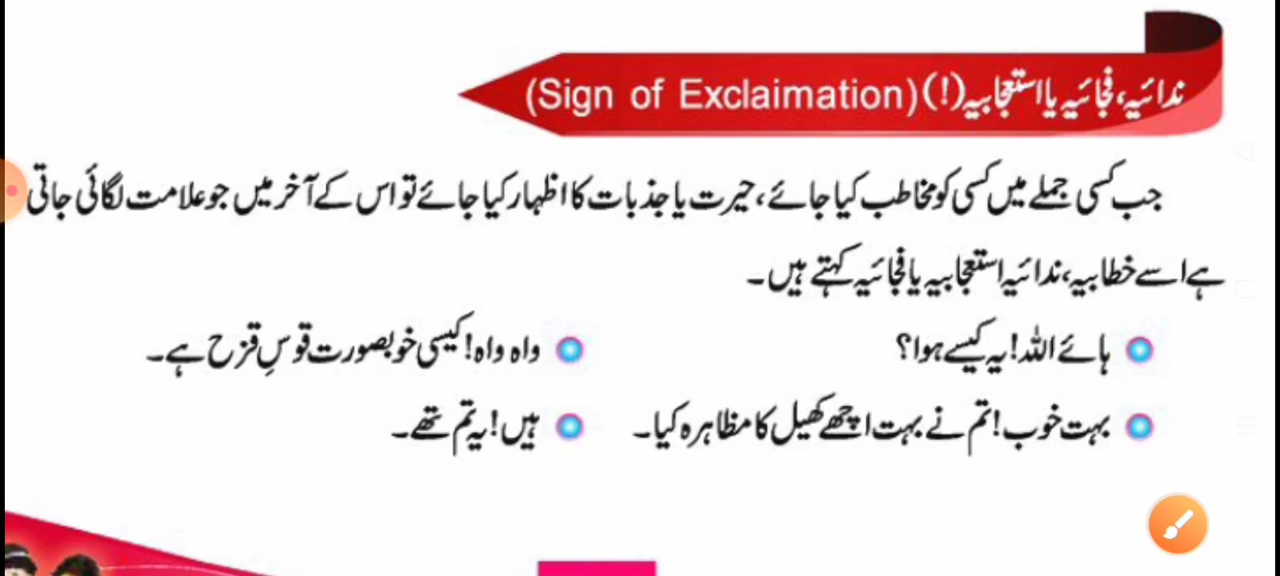 ندائیہ، فجائیہ یا استعجابیہ (!) (Sign of Exclaimation)
جب کسی جملے میں کسی کو مخاطب کیا جائے، حیرت یا جذبات کا اظہار کیا جائے تو اس کے آخر میں جو علامت لگائی جاتی
ہے اسے خطابیہ، ندائیہ استعجابیہ یا فجائیہ کہتے ہیں۔
ہائے اللہ! یہ کیسے ہوا؟ واہ واہ! کیسی خوبصورت قوسِ قزح ہے۔
بہت خوب! تم نے بہت اچھے کھیل کا مظاہرہ کیا۔ ہیں! یہ تم تھے۔